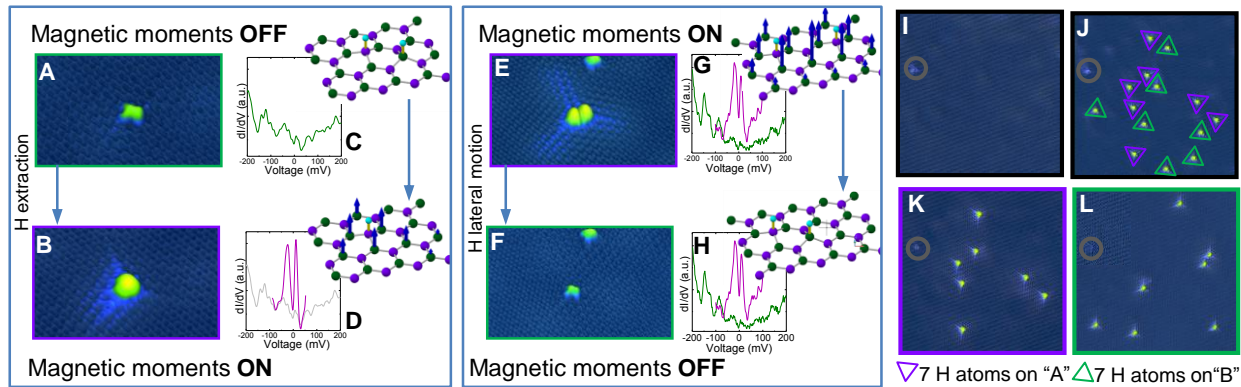 Magnetic moments OFF
A
H extraction
B
dI/dV (a.u.)
C
-200 -100 0 100 200
Voltage (mV)
dI/dV (a.u.)
D
-200 -100 0 100 200
Voltage (mV)
Magnetic moments ON
Magnetic moments ON
E
H lateral motion
F
G
dI/dV (a.u.)
-200 -100 0 100 200
Voltage (mV)
H
dI/dV (a.u.)
-200 -100 0 100 200
Voltage (mV)
Magnetic moments OFF
I
J
K
L
7 H atoms on "A"
7 H atoms on"B"